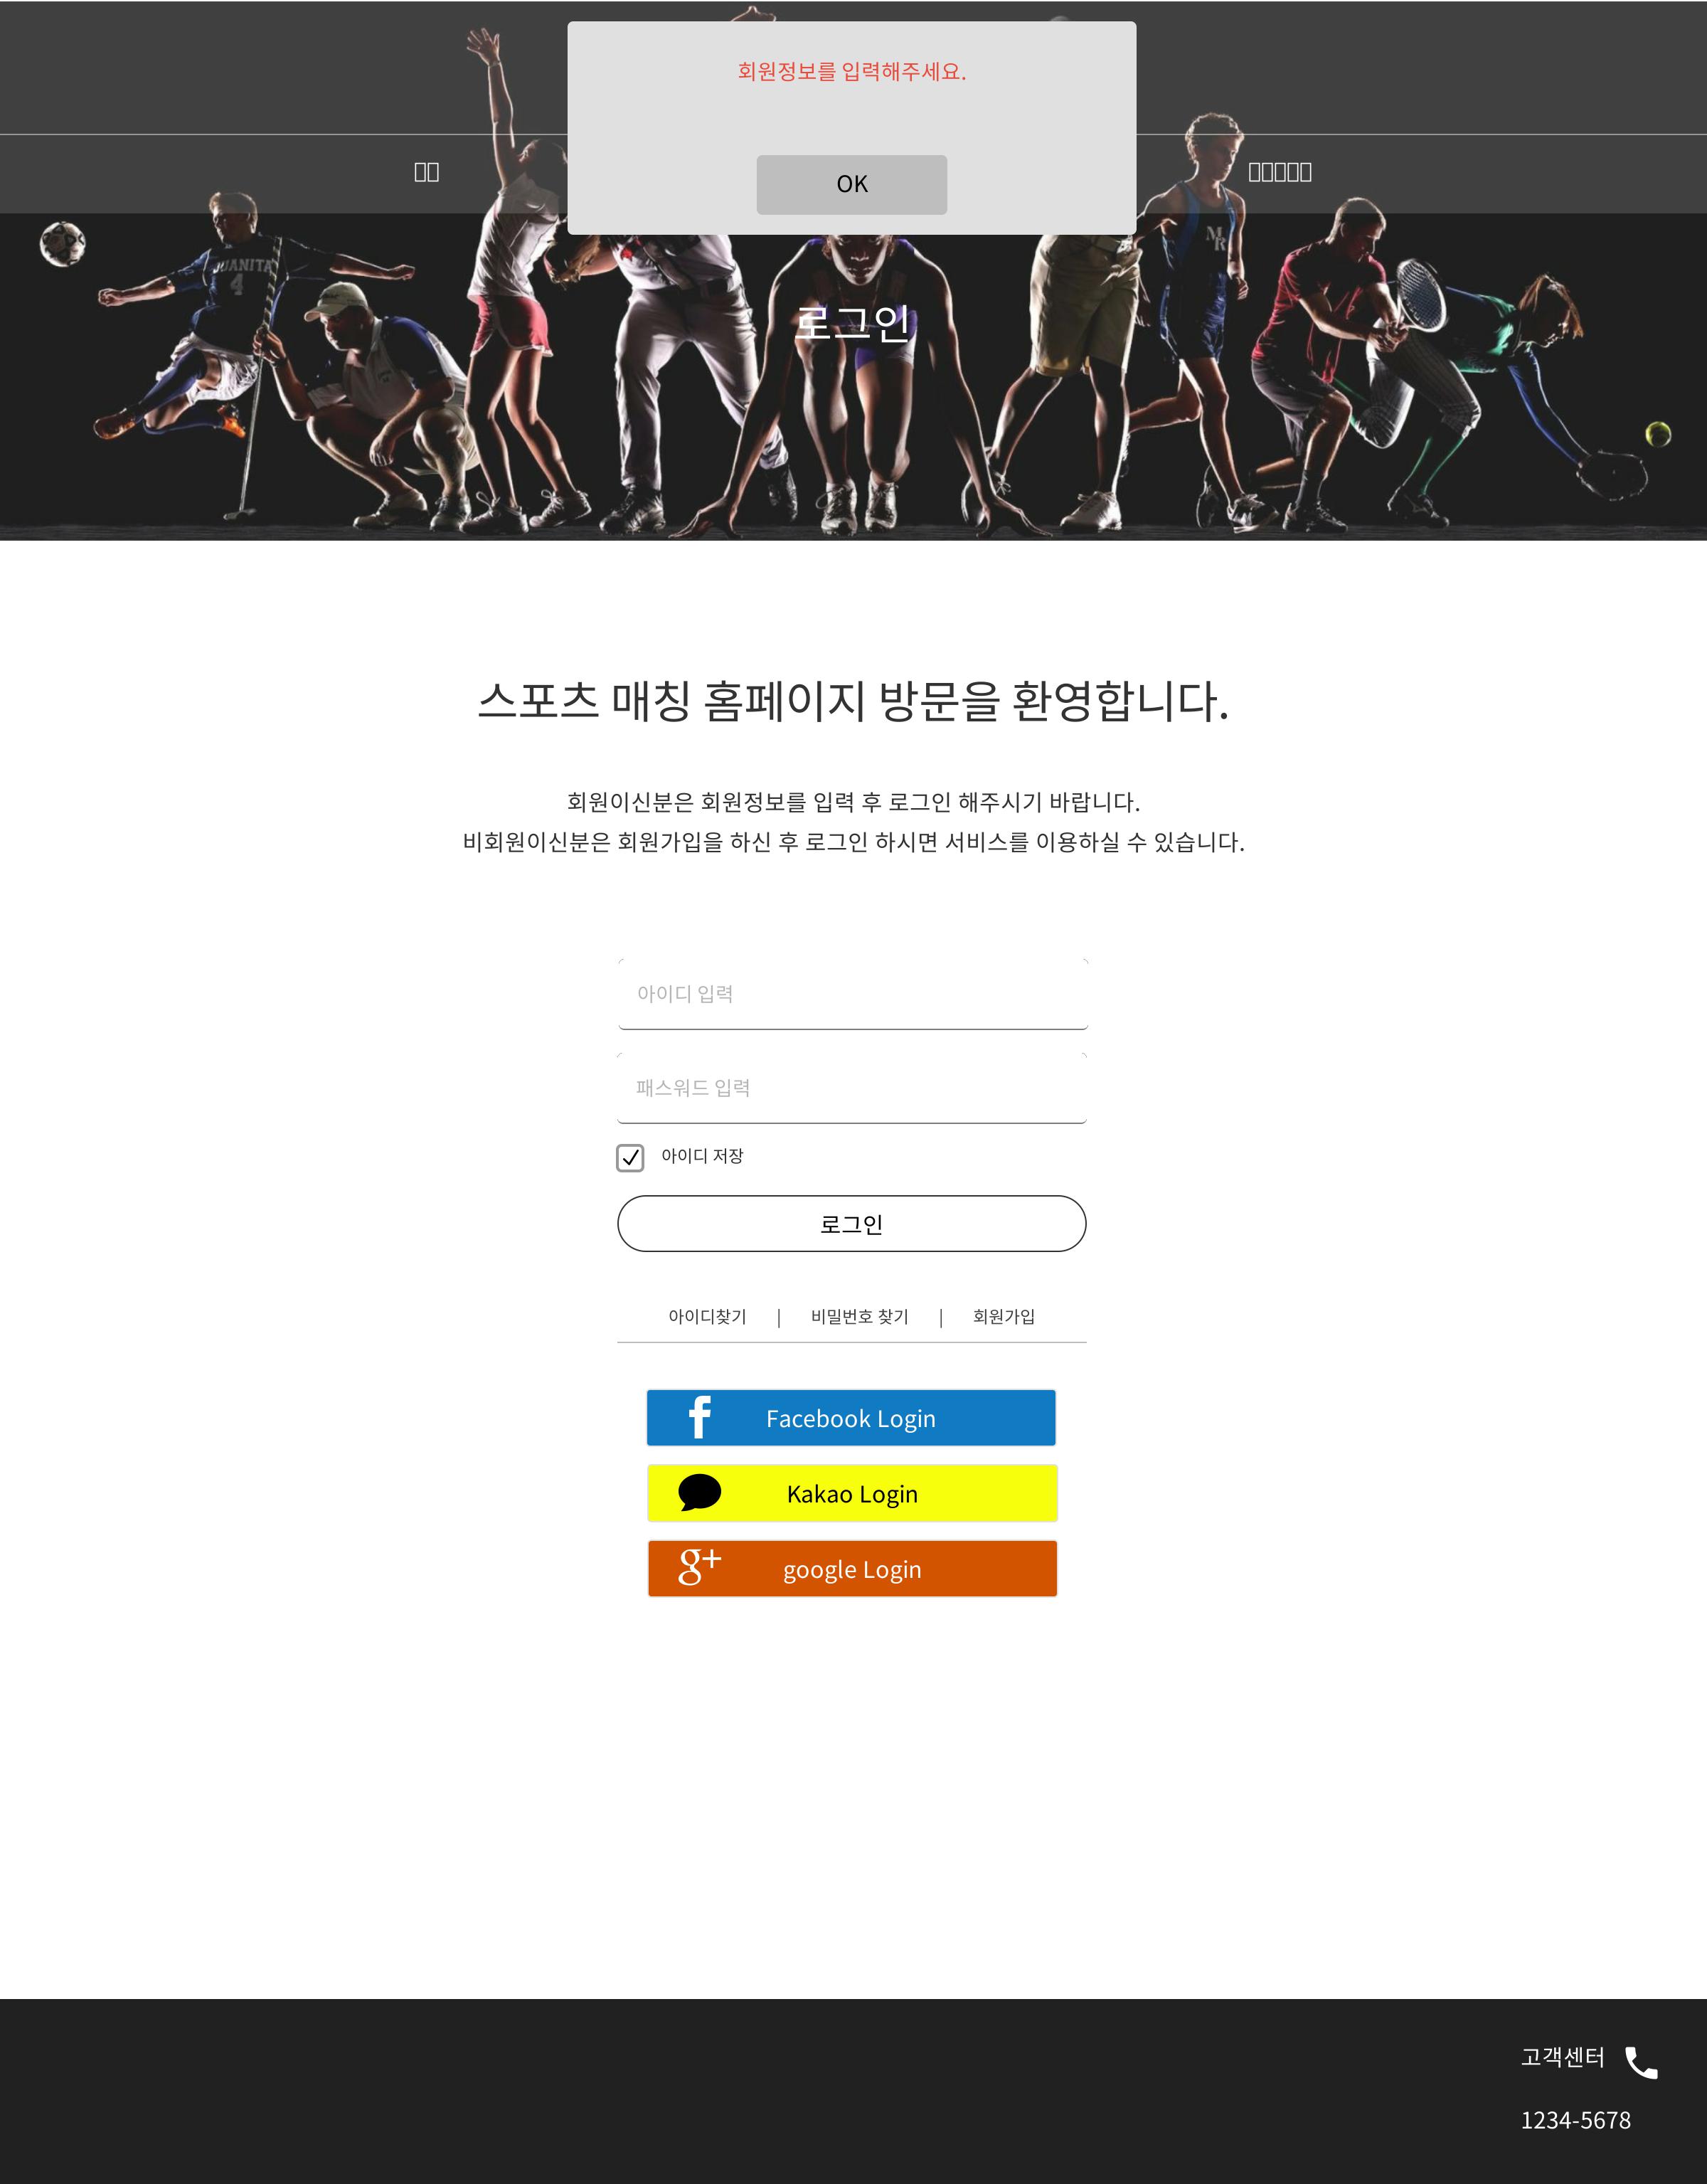 회원정보를 입력해주세요.
OK
JUANITA
4
M
R
로그인
스포츠 매칭 홈페이지 방문을 환영합니다.
회원이신분은 회원정보를 입력 후 로그인 해주시기 바랍니다.
비회원이신분은 회원가입을 하신 후 로그인 하시면 서비스를 이용하실 수 있습니다.
아이디 입력
패스워드 입력
아이디 저장
로그인
아이디찾기 | 비밀번호 찾기 | 회원가입
f Facebook Login
Kakao Login
g+ google Login
고객센터
1234-5678